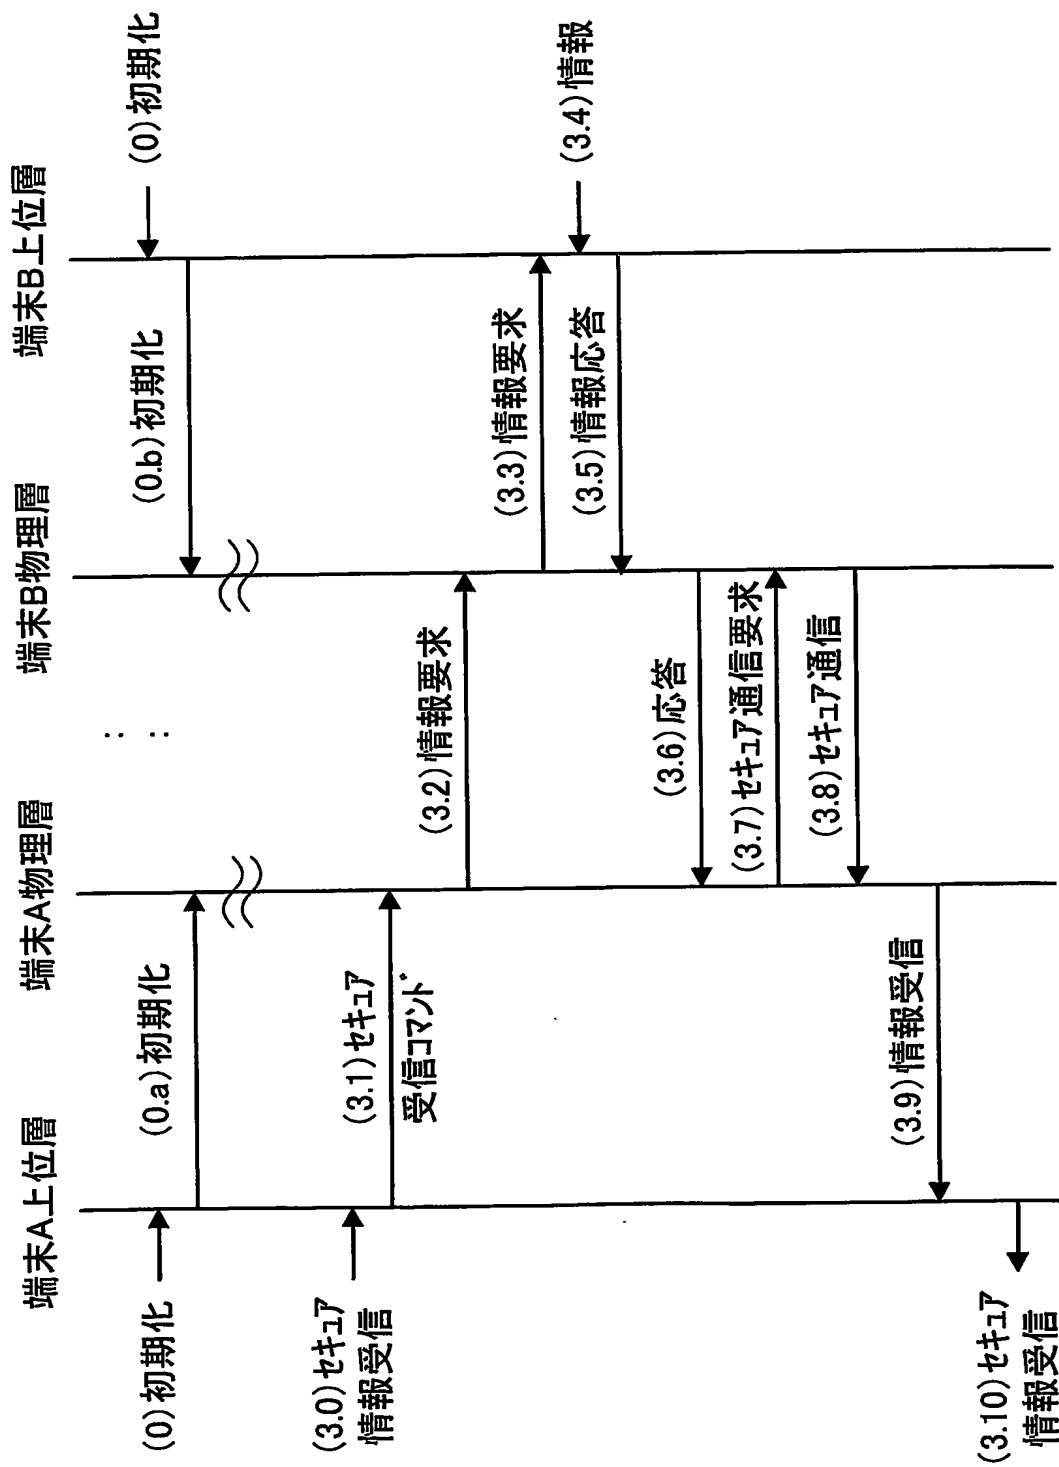 端末A上位層
端末A物理層
端末B物理層
端末B上位層
: :
(0)初期化
(0)初期化
(0.a)初期化
(0.b)初期化
(3.0)セキュア
情報受信
(3.1)セキュア
受信コマンド
(3.2)情報要求
(3.3)情報要求
(3.4)情報
(3.5)情報応答
(3.6)応答
(3.7)セキュア通信要求
(3.8)セキュア通信
(3.9)情報受信
(3.10)セキュア
情報受信